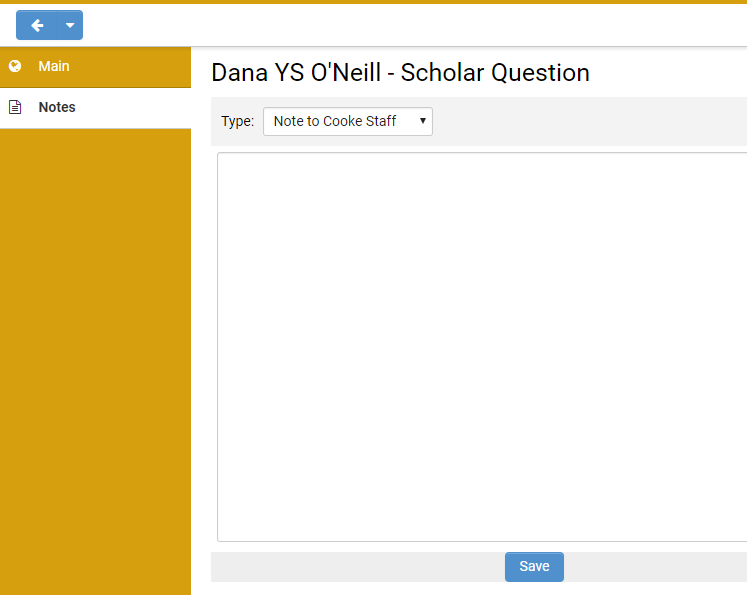 Main
Notes
Dana YS O'Neill - Scholar Question
Type: Note to Cooke Staff
Save